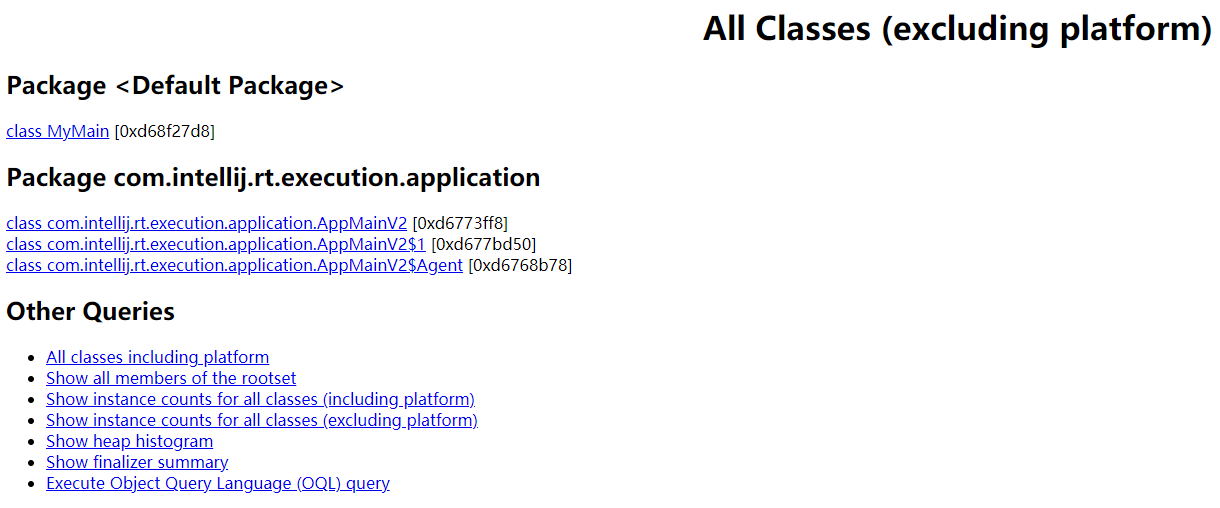 All Classes (excluding platform)
Package <Default Package>
class MyMain [0xd68f27d8]
Package com.intellij.rt.execution.application
class com.intellij.rt.execution.application.AppMainV2 [0xd6773ff8]
class com.intellij.rt.execution.application.AppMainV2$1 [0xd677bd50]
class com.intellij.rt.execution.application.AppMainV2$Agent [0xd6768b78]
Other Queries
• All classes including platform
• Show all members of the rootset
• Show instance counts for all classes (including platform)
• Show instance counts for all classes (excluding platform)
• Show heap histogram
• Show finalizer summary
• Execute Object Query Language (OQL) query